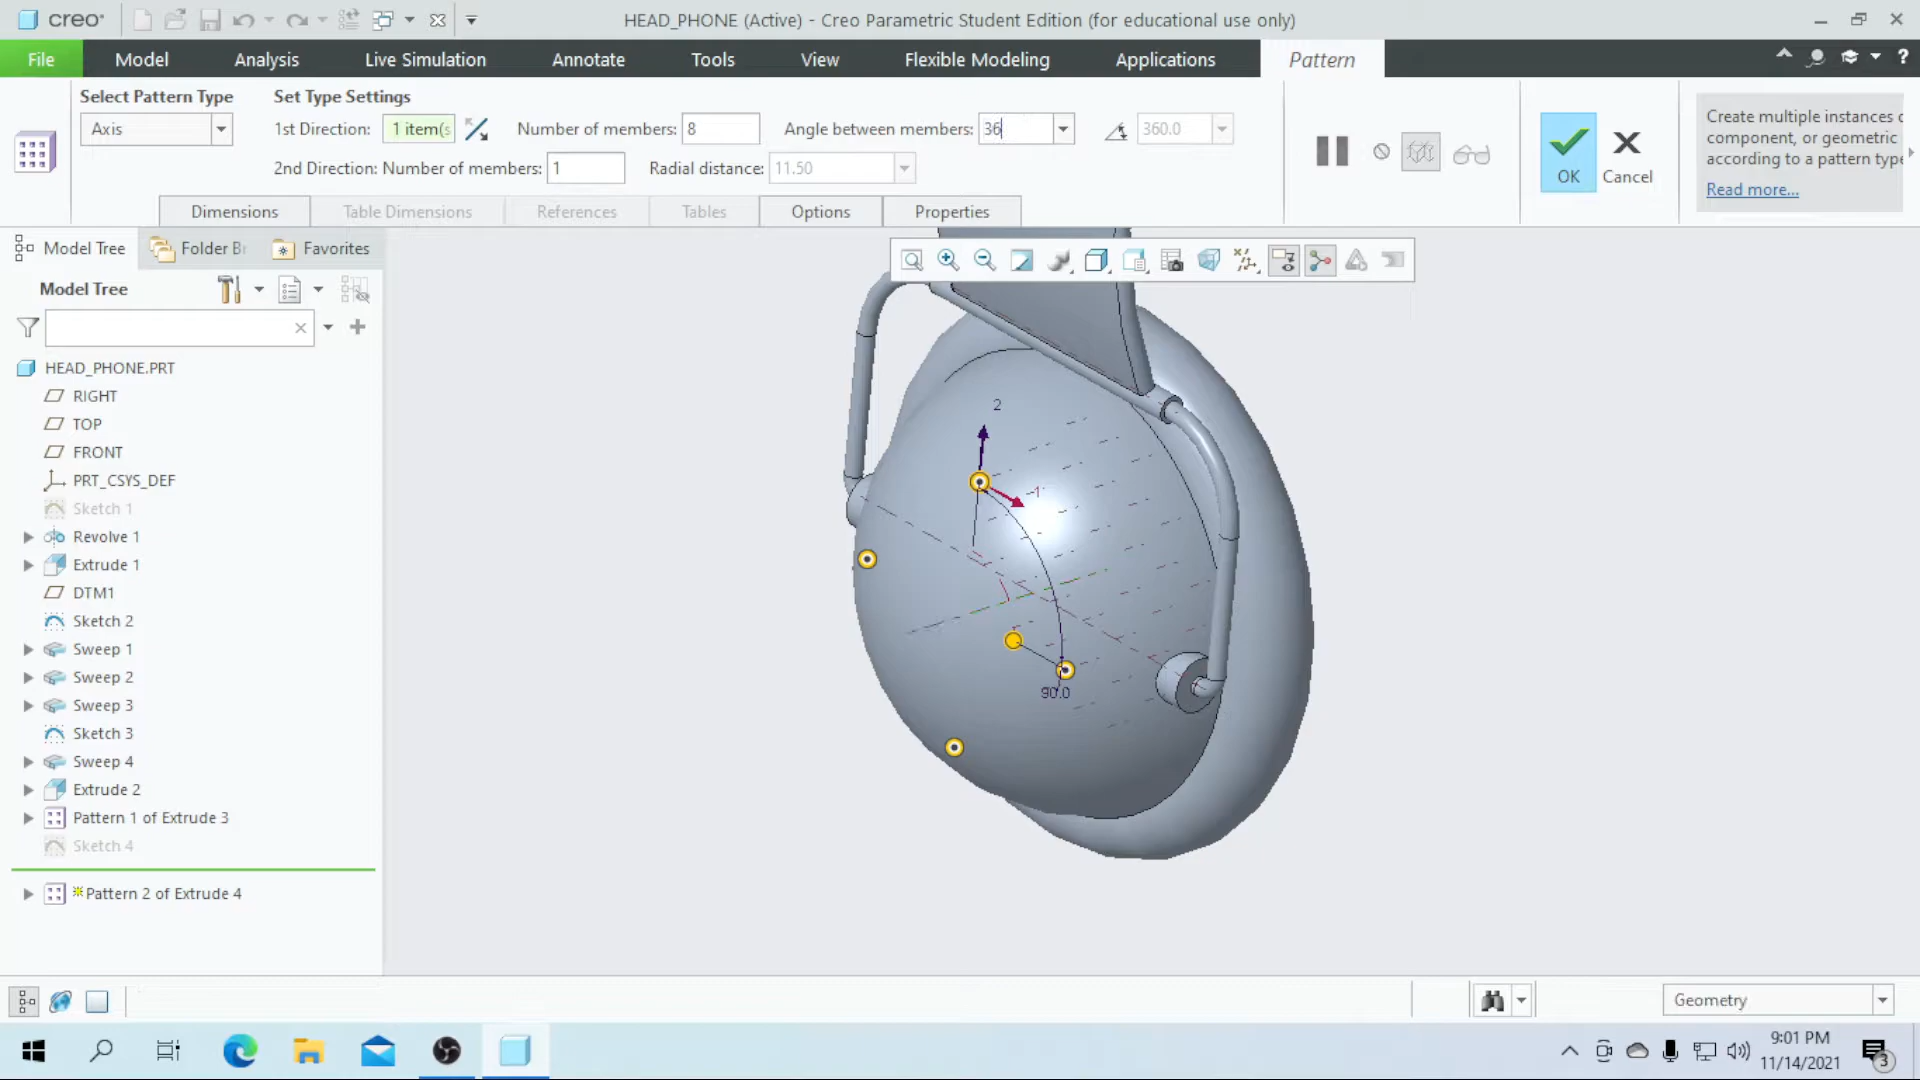 creo
HEAD_PHONE (Active) - Creo Parametric Student Edition (for educational use only)
File Model Analysis Live Simulation Annotate Tools View Flexible Modeling Applications Pattern
Select Pattern Type Set Type Settings
Axis 1st Direction: 1 item(s Number of members: 8 Angle between members: 36 360.0
2nd Direction: Number of members: 1 Radial distance: 11.50
OK Cancel
Create multiple instances
component, or geometric
according to a pattern type
Read more...
Dimensions Table Dimensions References Tables Options Properties
Model Tree Folder Br Favorites
Model Tree
HEAD_PHONE.PRT
RIGHT
TOP
FRONT
PRT_CSYS_DEF
Sketch 1
Revolve 1
Extrude 1
DTM1
Sketch 2
Sweep 1
Sweep 2
Sweep 3
Sketch 3
Sweep 4
Extrude 2
Pattern 1 of Extrude 3
Sketch 4
Pattern 2 of Extrude 4
2
1
90.0
Geometry
9:01 PM
11/14/2021
3